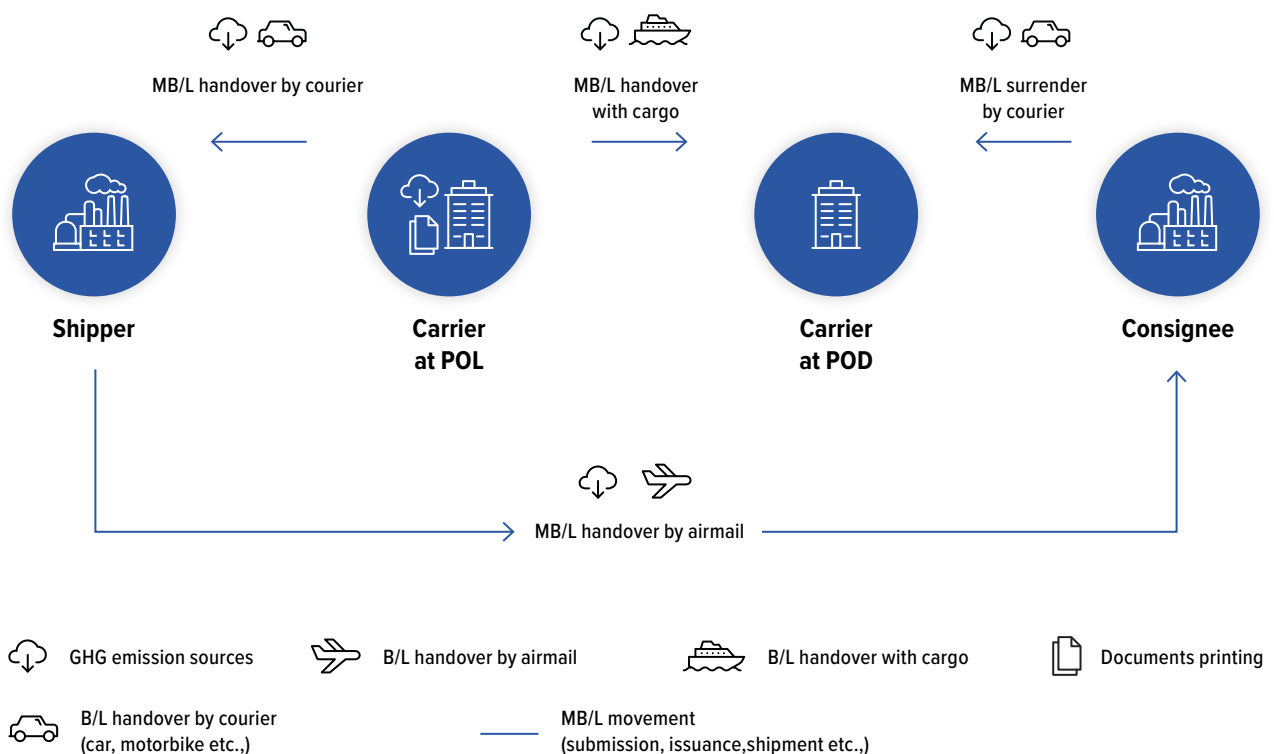 MB/L handover by courier
MB/L handover
with cargo
MB/L surrender
by courier
Shipper
Carrier
at POL
Carrier
at POD
Consignee
MB/L handover by airmail
GHG emission sources
B/L handover by airmail
B/L handover with cargo
Documents printing
B/L handover by courier
(car, motorbike etc.,)
MB/L movement
(submission, issuance,shipment etc.,)